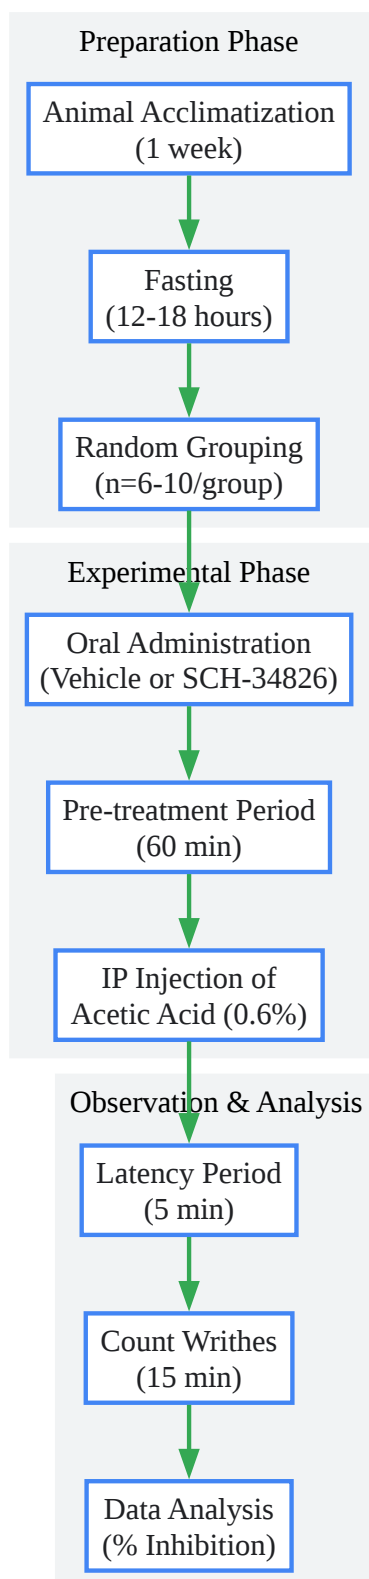 Preparation Phase
Animal Acclimatization
(1 week)
Fasting
(12-18 hours)
Random Grouping
(n=6-10/group)
Experimental Phase
Oral Administration
(Vehicle or SCH-34826)
Pre-treatment Period
(60 min)
IP Injection of
Acetic Acid (0.6%)
Observation & Analysis
Latency Period
(5 min)
Count Writhes
(15 min)
Data Analysis
(% Inhibition)